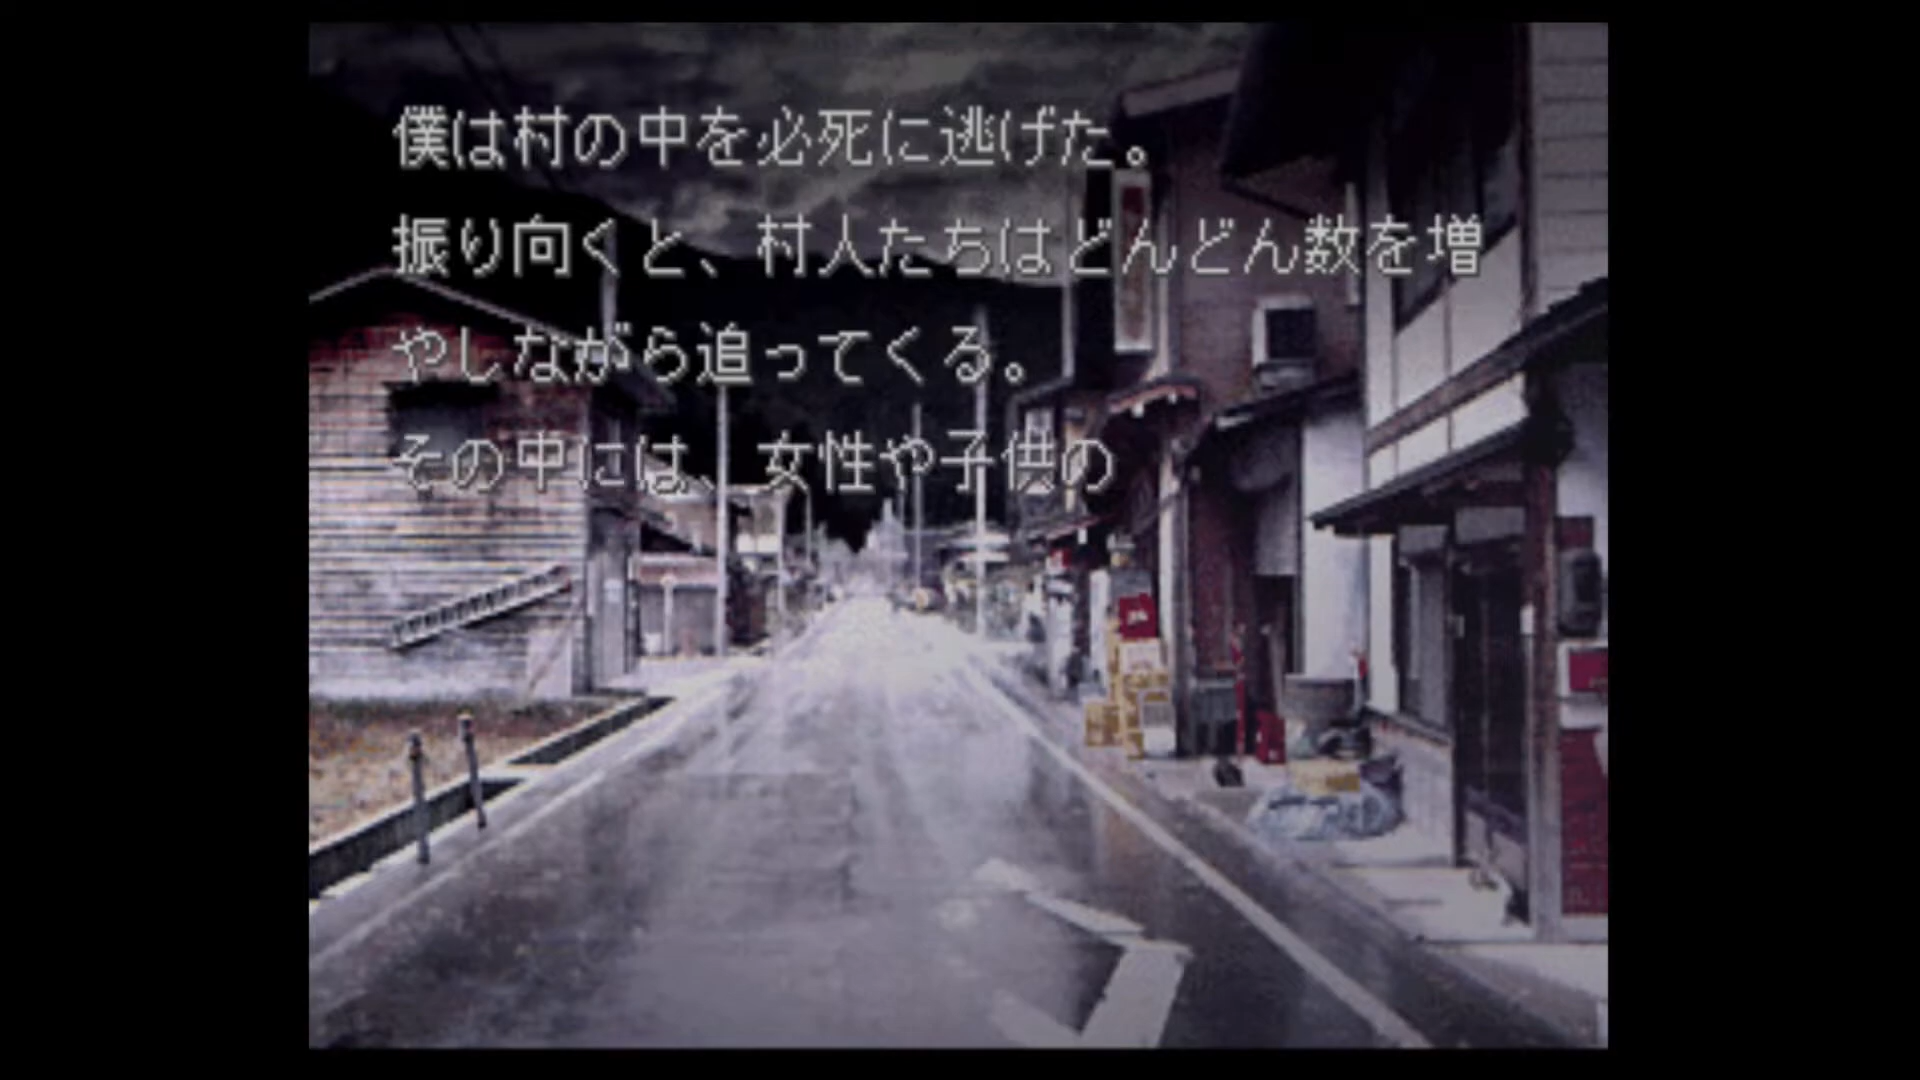 僕は村の中を必死に逃げた。
振り向くと、村人たちはどんどん数を増
やしながら追ってくる。
その中には、女性や子供の